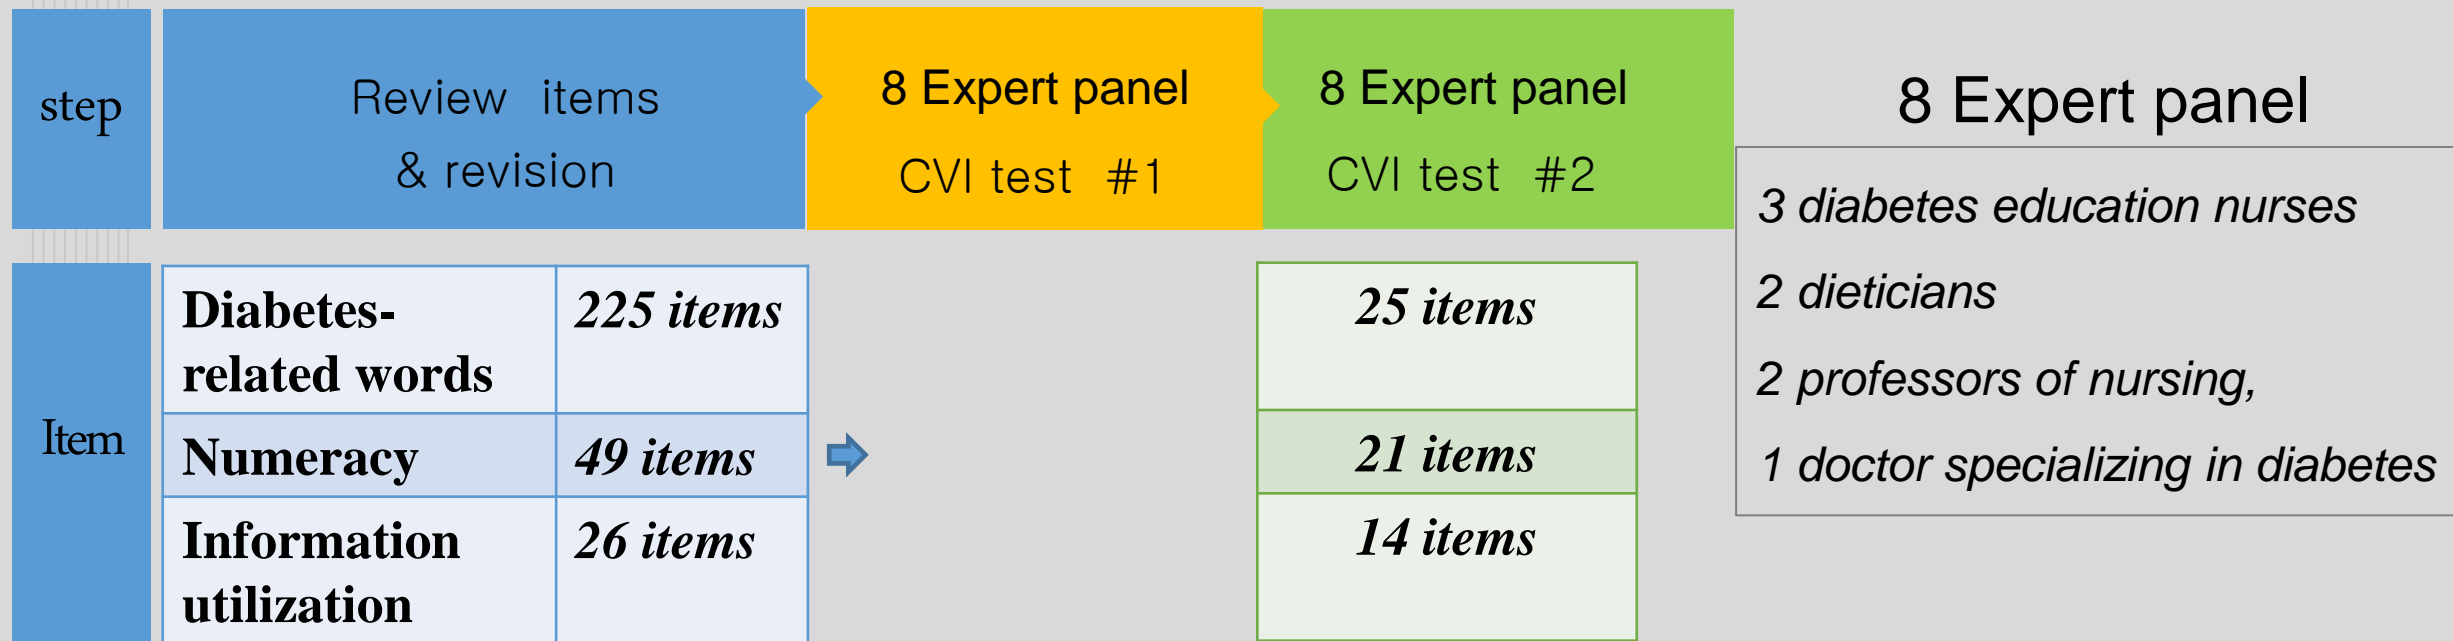 step
Review items
& revision
8 Expert panel
CVI test #1
8 Expert panel
CVI test #2
8 Expert panel
3 diabetes education nurses
2 dieticians
2 professors of nursing,
1 doctor specializing in diabetes
Item
Diabetes-
related words
225 items
25 items
Numeracy
49 items
21 items
Information
utilization
26 items
14 items